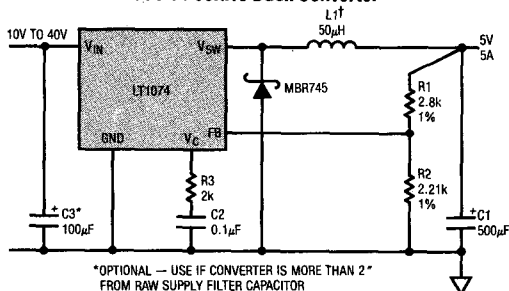 Buck Converter
L1†
50µH
10V TO 40V
VIN
VSW
5V
5A
LT1074
MBR745
R1
2.8k
1%
GND
VC
FB
R3
2k
R2
2.21k
1%
+
C3*
100µF
C2
0.1µF
+
C1
500µF
*OPTIONAL — USE IF CONVERTER IS MORE THAN 2"
FROM RAW SUPPLY FILTER CAPACITOR